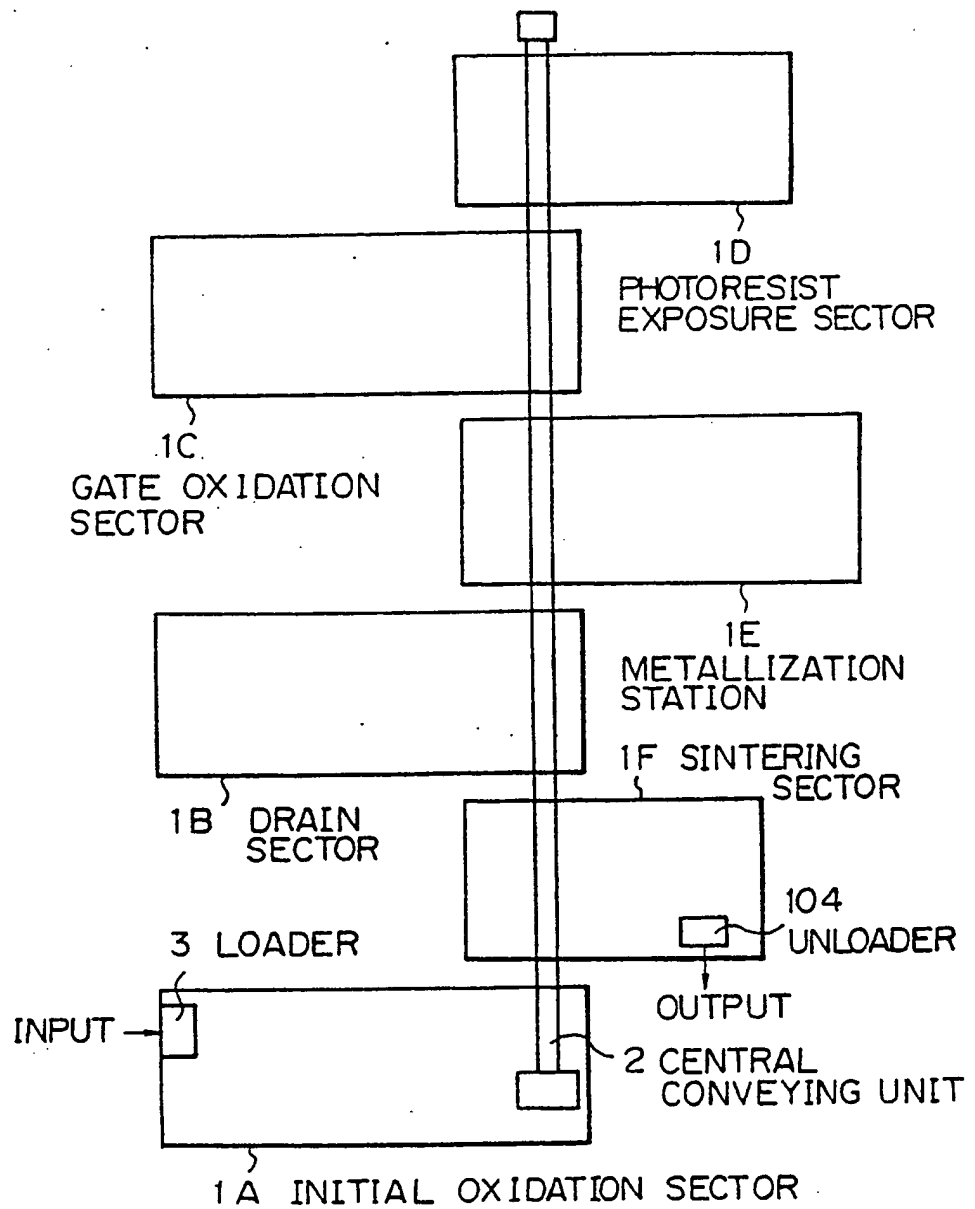 1D
PHOTORESIST
EXPOSURE SECTOR
1C
GATE OXIDATION
SECTOR
1E
METALLIZATION
STATION
1F SINTERING
SECTOR
1B DRAIN
SECTOR
104
UNLOADER
3 LOADER
OUTPUT
INPUT
2 CENTRAL
CONVEYING UNIT
1A INITIAL OXIDATION SECTOR